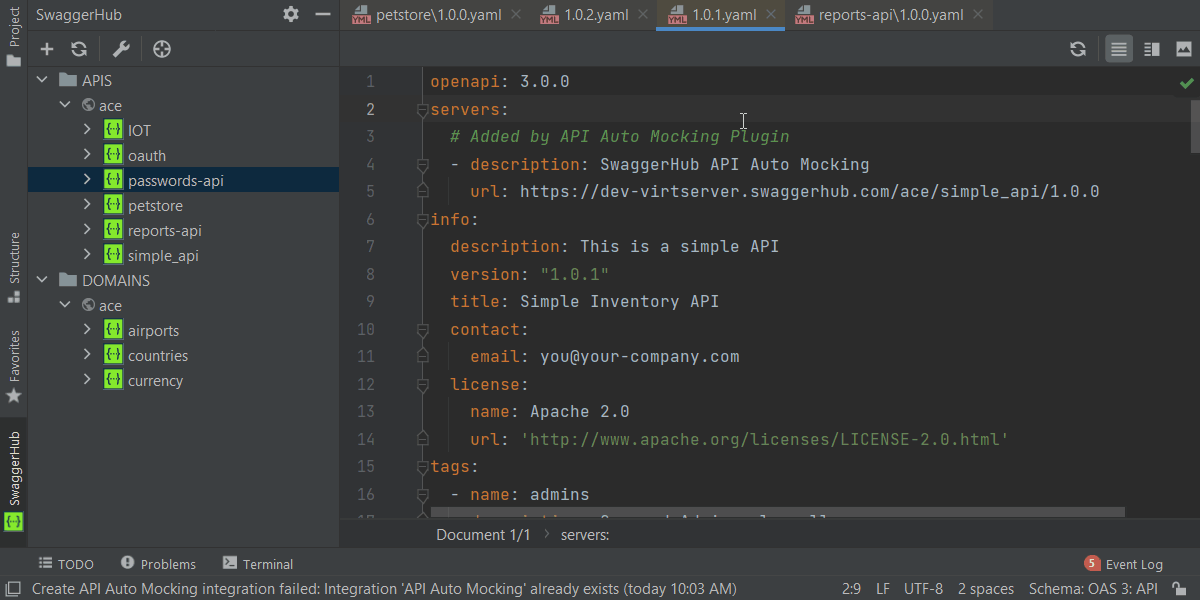 Project
SwaggerHub
petstore\1.0.0.yaml
1.0.2.yaml
1.0.1.yaml
reports-api\1.0.0.yaml
APIS
ace
IOT
oauth
passwords-api
petstore
reports-api
simple_api
DOMAINS
ace
airports
countries
currency
Structure
Favorites
SwaggerHub
1 openapi: 3.0.0
2 servers:
3 # Added by API Auto Mocking Plugin
4 - description: SwaggerHub API Auto Mocking
5 url: https://dev-virtserver.swaggerhub.com/ace/simple_api/1.0.0
6 info:
7 description: This is a simple API
8 version: "1.0.1"
9 title: Simple Inventory API
10 contact:
11 email: you@your-company.com
12 license:
13 name: Apache 2.0
14 url: 'http://www.apache.org/licenses/LICENSE-2.0.html'
15 tags:
16 - name: admins
Document 1/1 › servers:
TODO
Problems
Terminal
5 Event Log
Create API Auto Mocking integration failed: Integration 'API Auto Mocking' already exists (today 10:03 AM)
2:9 LF UTF-8 2 spaces Schema: OAS 3: API